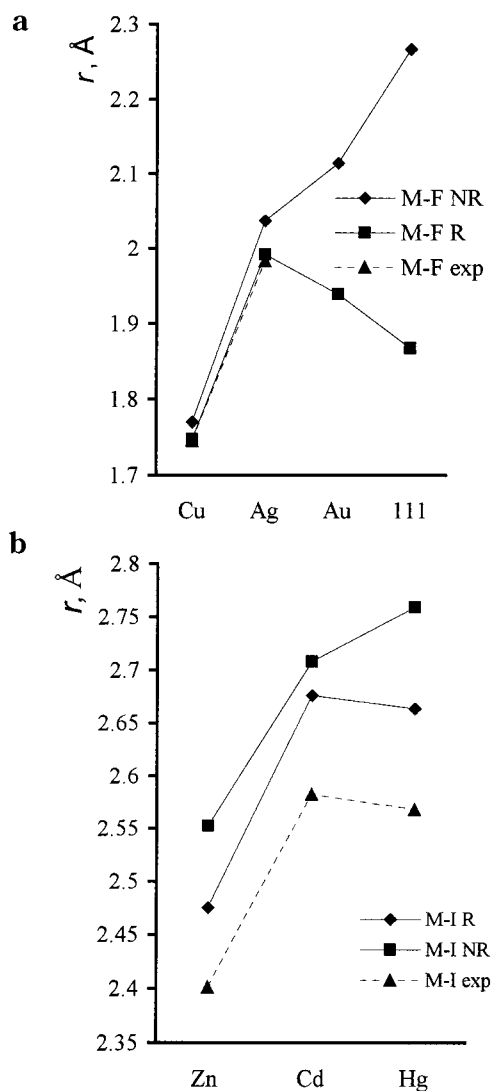 a
r, Å
2.3
2.2
2.1
2
1.9
1.8
1.7
M-F NR
M-F R
M-F exp
Cu Ag Au 111
b
r, Å
2.8
2.75
2.7
2.65
2.6
2.55
2.5
2.45
2.4
2.35
M-I R
M-I NR
M-I exp
Zn Cd Hg